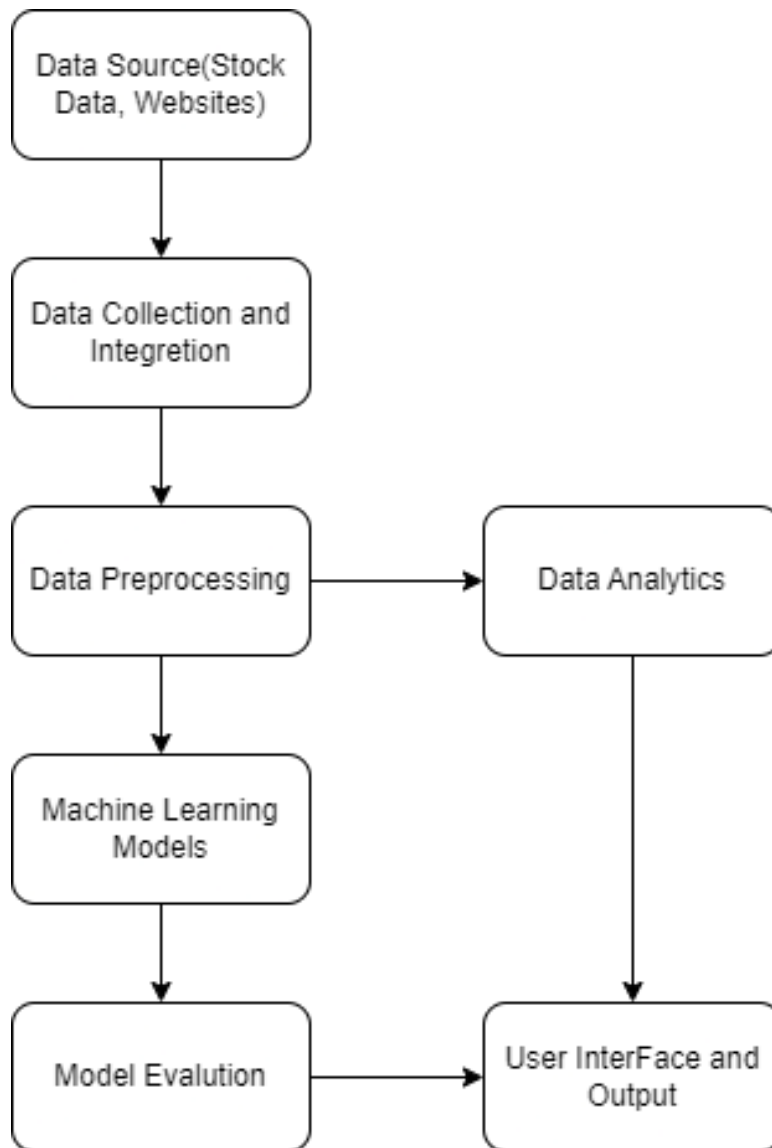 Data Source(Stock
Data, Websites)
Data Collection and
Integretion
Data Preprocessing
Data Analytics
Machine Learning
Models
Model Evalution
User InterFace and
Output